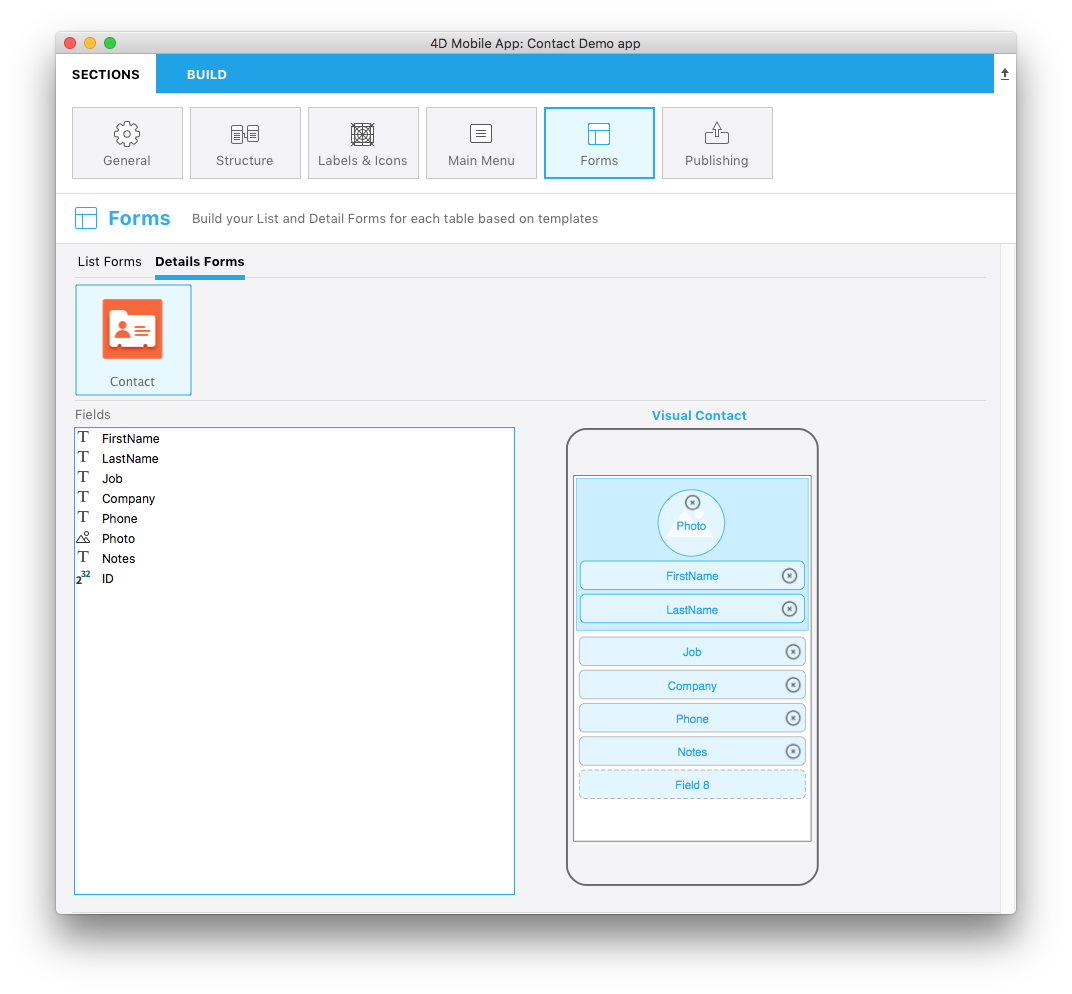 4D Mobile App: Contact Demo app
SECTIONS BUILD
General Structure Labels & Icons Main Menu Forms Publishing
Forms Build your List and Detail Forms for each table based on templates
List Forms Details Forms
Contact
Fields
T FirstName
T LastName
T Job
T Company
T Phone
Photo
T Notes
2^32 ID
Visual Contact
Photo
FirstName
LastName
Job
Company
Phone
Notes
Field 8